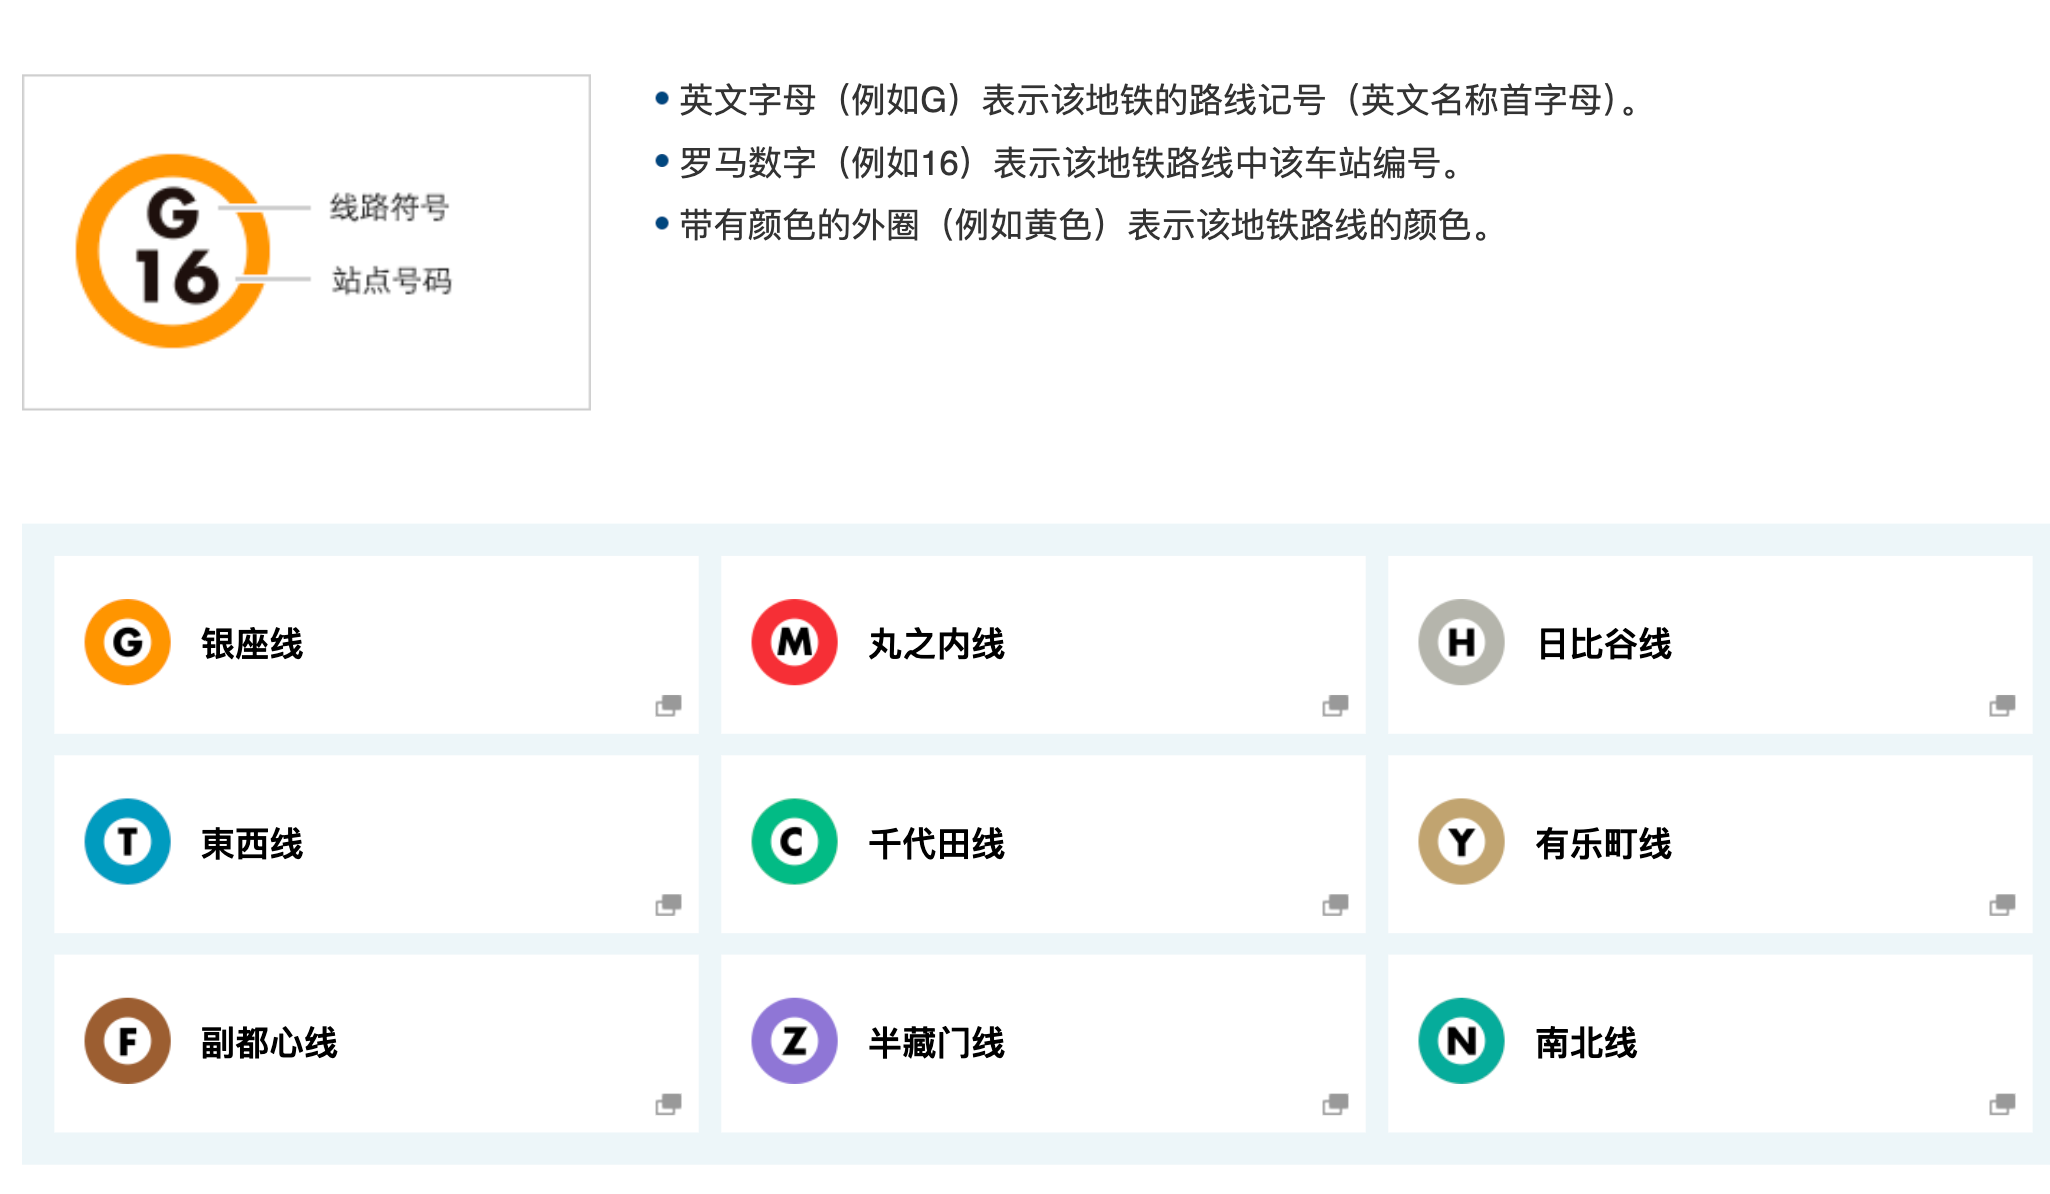 G
线路符号
16
站点号码
英文字母（例如G）表示该地铁的路线记号（英文名称首字母）。
罗马数字（例如16）表示该地铁路线中该车站编号。
带有颜色的外圈（例如黄色）表示该地铁路线的颜色。
G 银座线
M 丸之内线
H 日比谷线
T 東西线
C 千代田线
Y 有乐町线
F 副都心线
Z 半藏门线
N 南北线